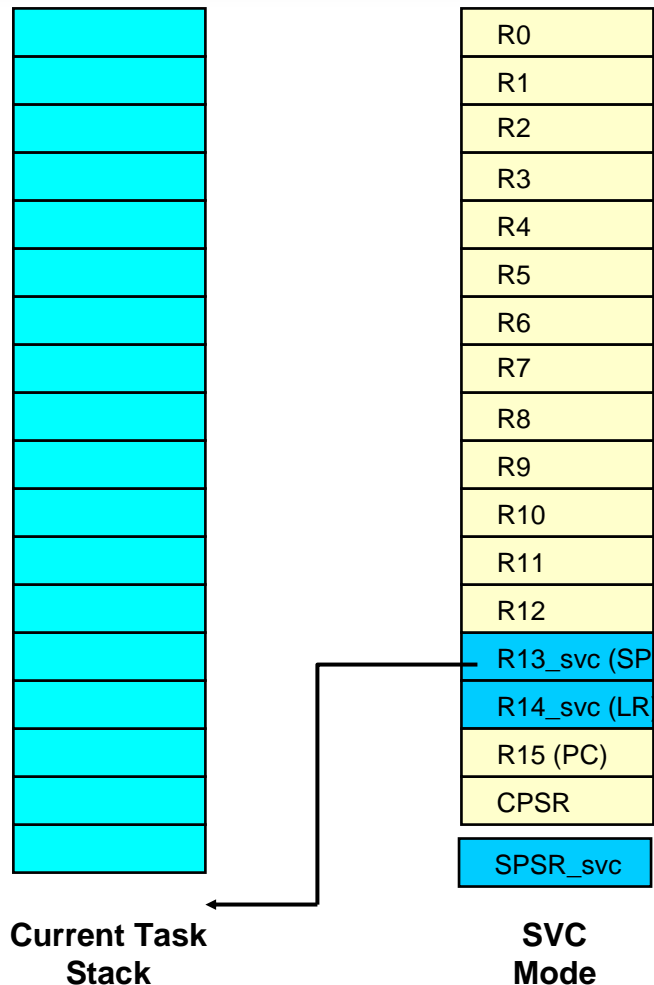 R0
R1
R2
R3
R4
R5
R6
R7
R8
R9
R10
R11
R12
R13_svc (SP
R14_svc (LR)
R15 (PC)
CPSR
SPSR_svc
Current Task
Stack
SVC
Mode